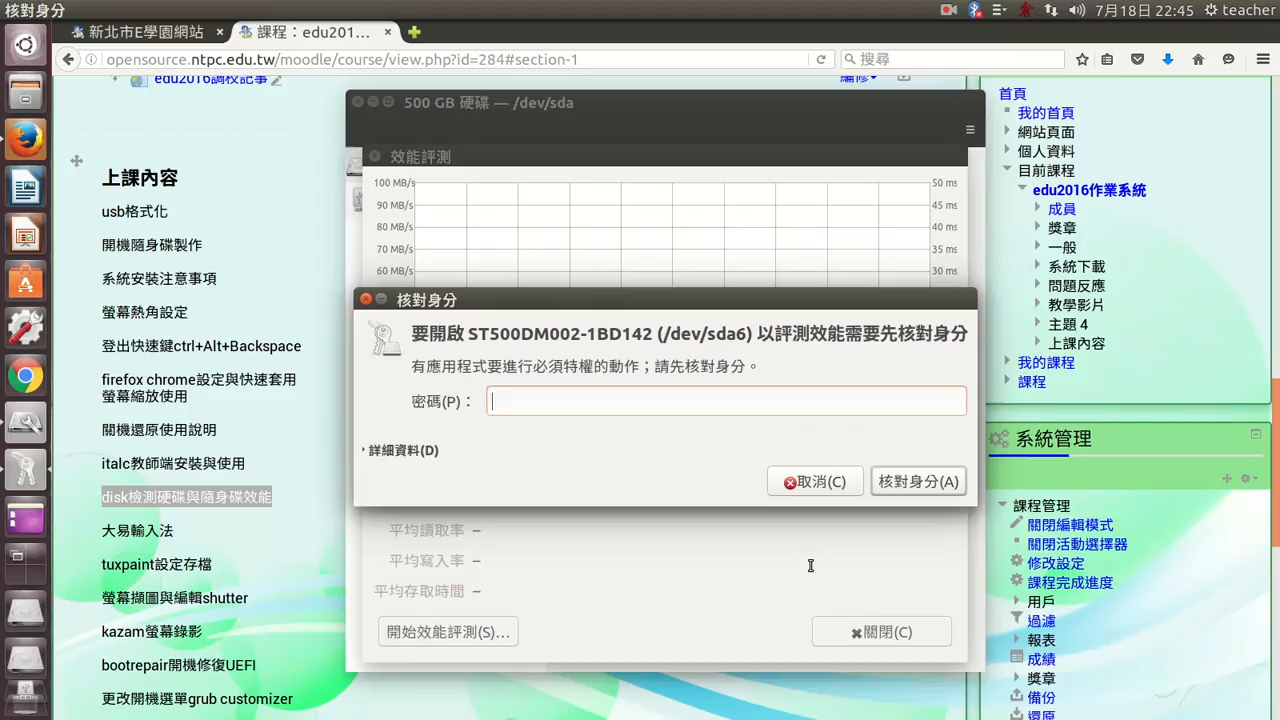 核對身分
7月18日 22:45
teacher
新北市E學園網站
課程：edu201...
opensource.ntpc.edu.tw/moodle/course/view.php?id=284#section-1
搜尋
edu2016調校記事
編修
上課內容
usb格式化
開機隨身碟製作
系統安裝注意事項
螢幕熱角設定
登出快速鍵ctrl+Alt+Backspace
firefox chrome設定與快速套用
螢幕縮放使用
關機還原使用說明
italc教師端安裝與使用
disk檢測硬碟與隨身碟效能
大易輸入法
tuxpaint設定存檔
螢幕擷圖與編輯shutter
kazam螢幕錄影
bootrepair開機修復UEFI
更改開機選單grub customizer
500 GB 硬碟 — /dev/sda
效能評測
100 MB/s
50 ms
90 MB/s
45 ms
80 MB/s
40 ms
70 MB/s
35 ms
60 MB/s
30 ms
核對身分
要開啟 ST500DM002-1BD142 (/dev/sda6) 以評測效能需要先核對身分
有應用程式要進行必須特權的動作；請先核對身分。
密碼(P)：
詳細資料(D)
取消(C)
核對身分(A)
平均讀取率 –
平均寫入率 –
平均存取時間 –
開始效能評測(S)...
關閉(C)
首頁
我的首頁
網站頁面
個人資料
目前課程
edu2016作業系統
成員
獎章
一般
系統下載
問題反應
教學影片
主題 4
上課內容
我的課程
課程
系統管理
課程管理
關閉編輯模式
關閉活動選擇器
修改設定
課程完成進度
用戶
過濾
報表
成績
獎章
備份
還原